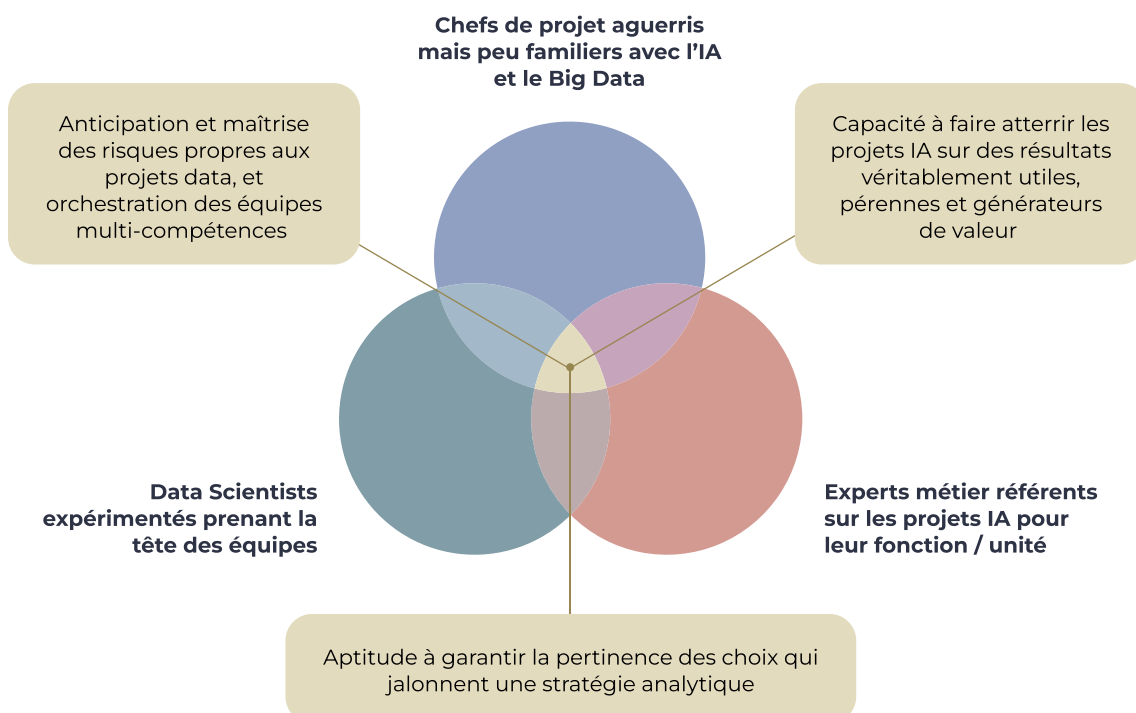 Chefs de projet aguerris
mais peu familiers avec l’IA
et le Big Data
Anticipation et maîtrise
des risques propres aux
projets data, et
orchestration des équipes
multi-compétences
Capacité à faire atterrir les
projets IA sur des résultats
véritablement utiles,
pérennes et générateurs
de valeur
Data Scientists
expérimentés prenant la
tête des équipes
Experts métier référents
sur les projets IA pour
leur fonction / unité
Aptitude à garantir la pertinence des choix qui
jalonnent une stratégie analytique